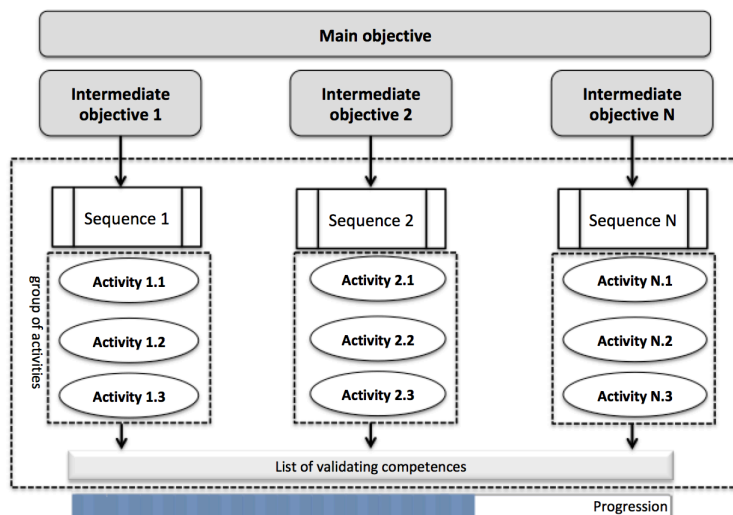 Main objective
Intermediate
objective 1
Intermediate
objective 2
Intermediate
objective N
Sequence 1
Sequence 2
Sequence N
group of activities
Activity 1.1
Activity 2.1
Activity N.1
Activity 1.2
Activity 2.2
Activity N.2
Activity 1.3
Activity 2.3
Activity N.3
List of validating competences
Progression